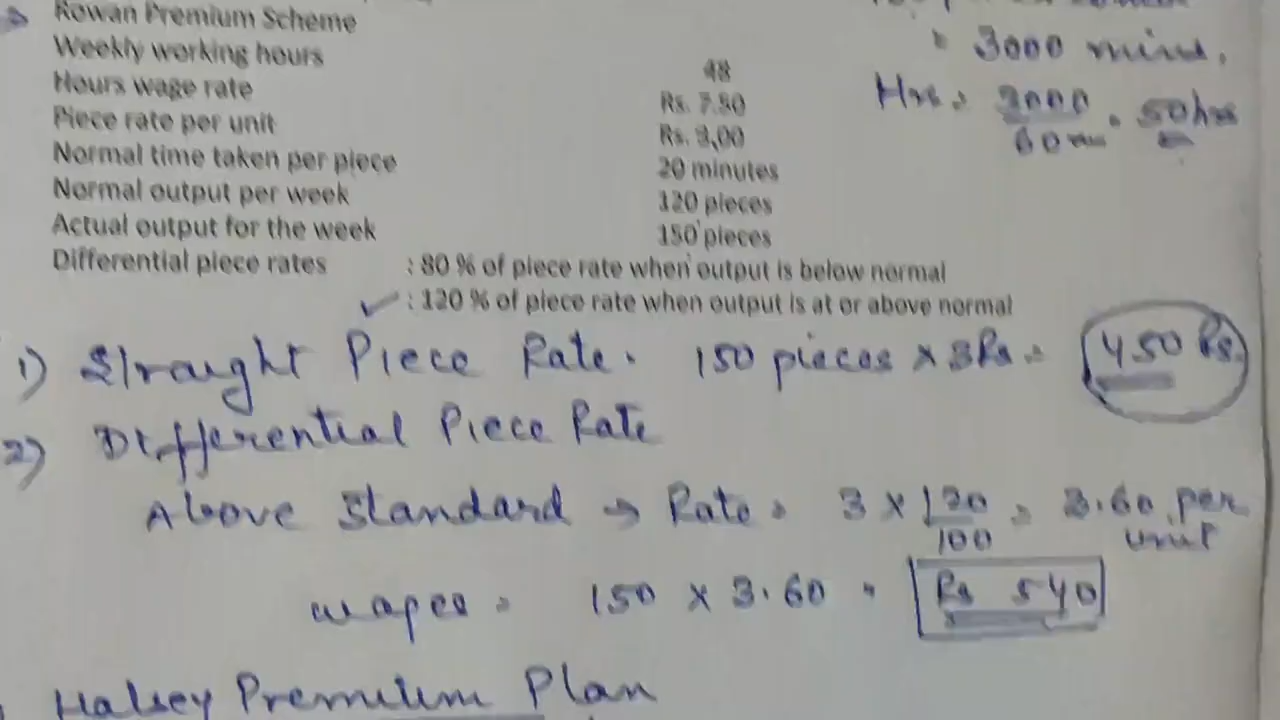 Rowan Premium Scheme
Weekly working hours 48
Hours wage rate Rs. 7.50
Piece rate per unit Rs. 3,00
Normal time taken per piece 20 minutes
Normal output per week 120 pieces
Actual output for the week 150 pieces
Differential piece rates : 80 % of piece rate when output is below normal
: 120 % of piece rate when output is at or above normal
= 3000 mins.
Hrs = 3000 / 60 = 50 hrs
1) Straight Piece Rate = 150 pieces × 3Rs = 450 Rs.
2) Differential Piece Rate
Above Standard → Rate = 3 × 120/100 = 3.60 per unit
wages = 150 × 3.60 = Rs 540
Halsey Premium Plan